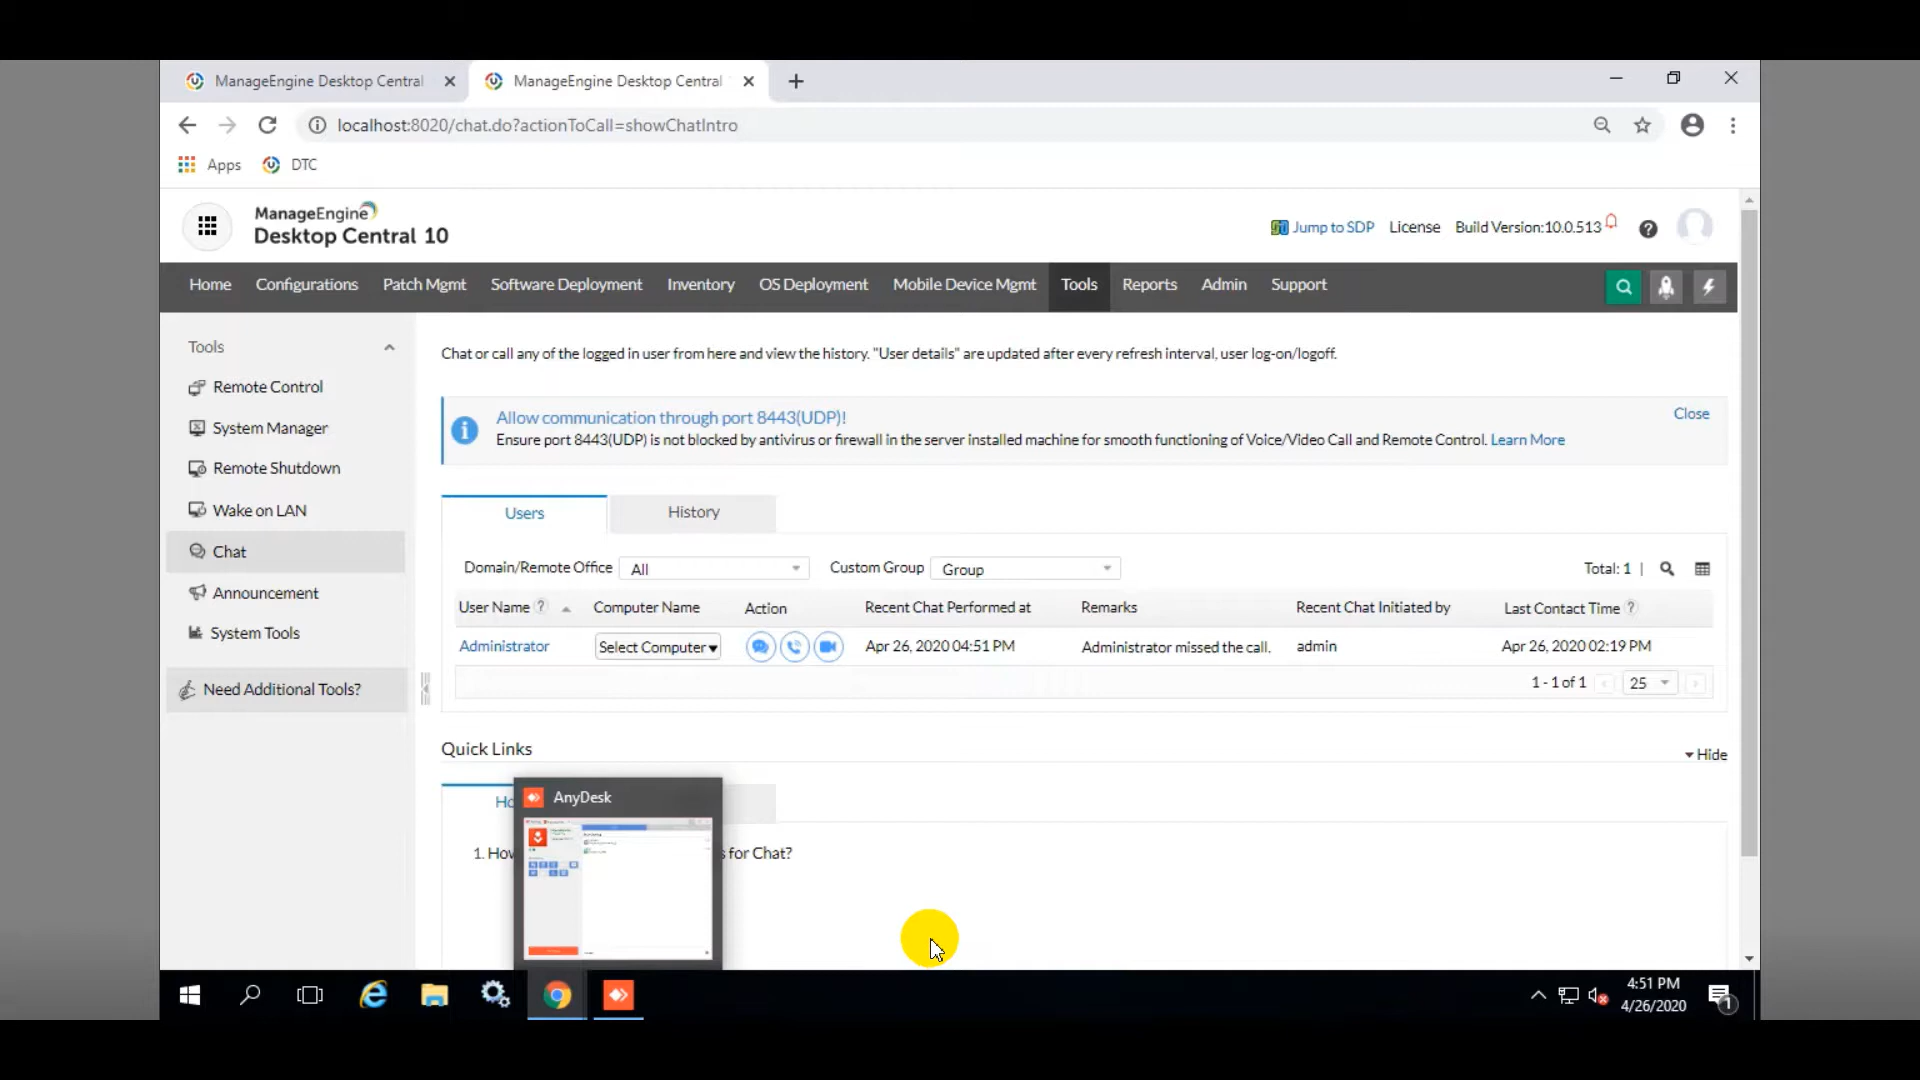 ManageEngine Desktop Central
ManageEngine Desktop Central
localhost:8020/chat.do?actionToCall=showChatIntro
Apps
DTC
ManageEngine
Desktop Central 10
Jump to SDP
License
Build Version:10.0.513
Home
Configurations
Patch Mgmt
Software Deployment
Inventory
OS Deployment
Mobile Device Mgmt
Tools
Reports
Admin
Support
Tools
Remote Control
System Manager
Remote Shutdown
Wake on LAN
Chat
Announcement
System Tools
Need Additional Tools?
Chat or call any of the logged in user from here and view the history. "User details" are updated after every refresh interval, user log-on/logoff.
Allow communication through port 8443(UDP)!
Close
Ensure port 8443(UDP) is not blocked by antivirus or firewall in the server installed machine for smooth functioning of Voice/Video Call and Remote Control. Learn More
Users
History
Domain/Remote Office
All
Custom Group
Group
Total: 1 |
User Name
Computer Name
Action
Recent Chat Performed at
Remarks
Recent Chat Initiated by
Last Contact Time
Administrator
Select Computer
Apr 26, 2020 04:51 PM
Administrator missed the call.
admin
Apr 26, 2020 02:19 PM
1 - 1 of 1
25
Quick Links
Hide
AnyDesk
Ho
1. How
s for Chat?
4:51 PM
4/26/2020
1